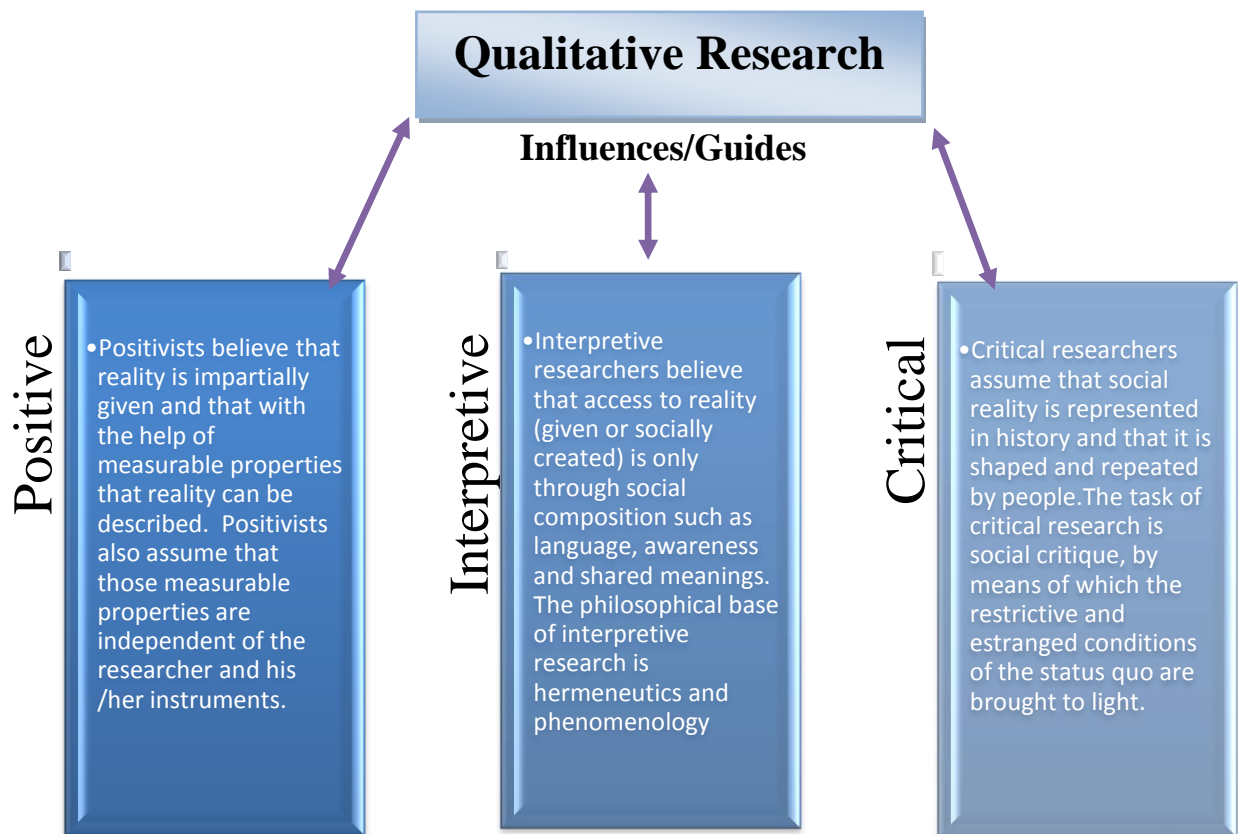 Qualitative Research
Influences/Guides
Positive
•Positivists believe that
reality is impartially
given and that with
the help of
measurable properties
that reality can be
described.  Positivists
also assume that
those measurable
properties are
independent of the
researcher and his
/her instruments.
Interpretive
•Interpretive
researchers believe
that access to reality
(given or socially
created) is only
through social
composition such as
language, awareness
and shared meanings.
The philosophical base
of interpretive
research is
hermeneutics and
phenomenology
Critical
•Critical researchers
assume that social
reality is represented
in history and that it is
shaped and repeated
by people.The task of
critical research is
social critique, by
means of which the
restrictive and
estranged conditions
of the status quo are
brought to light.